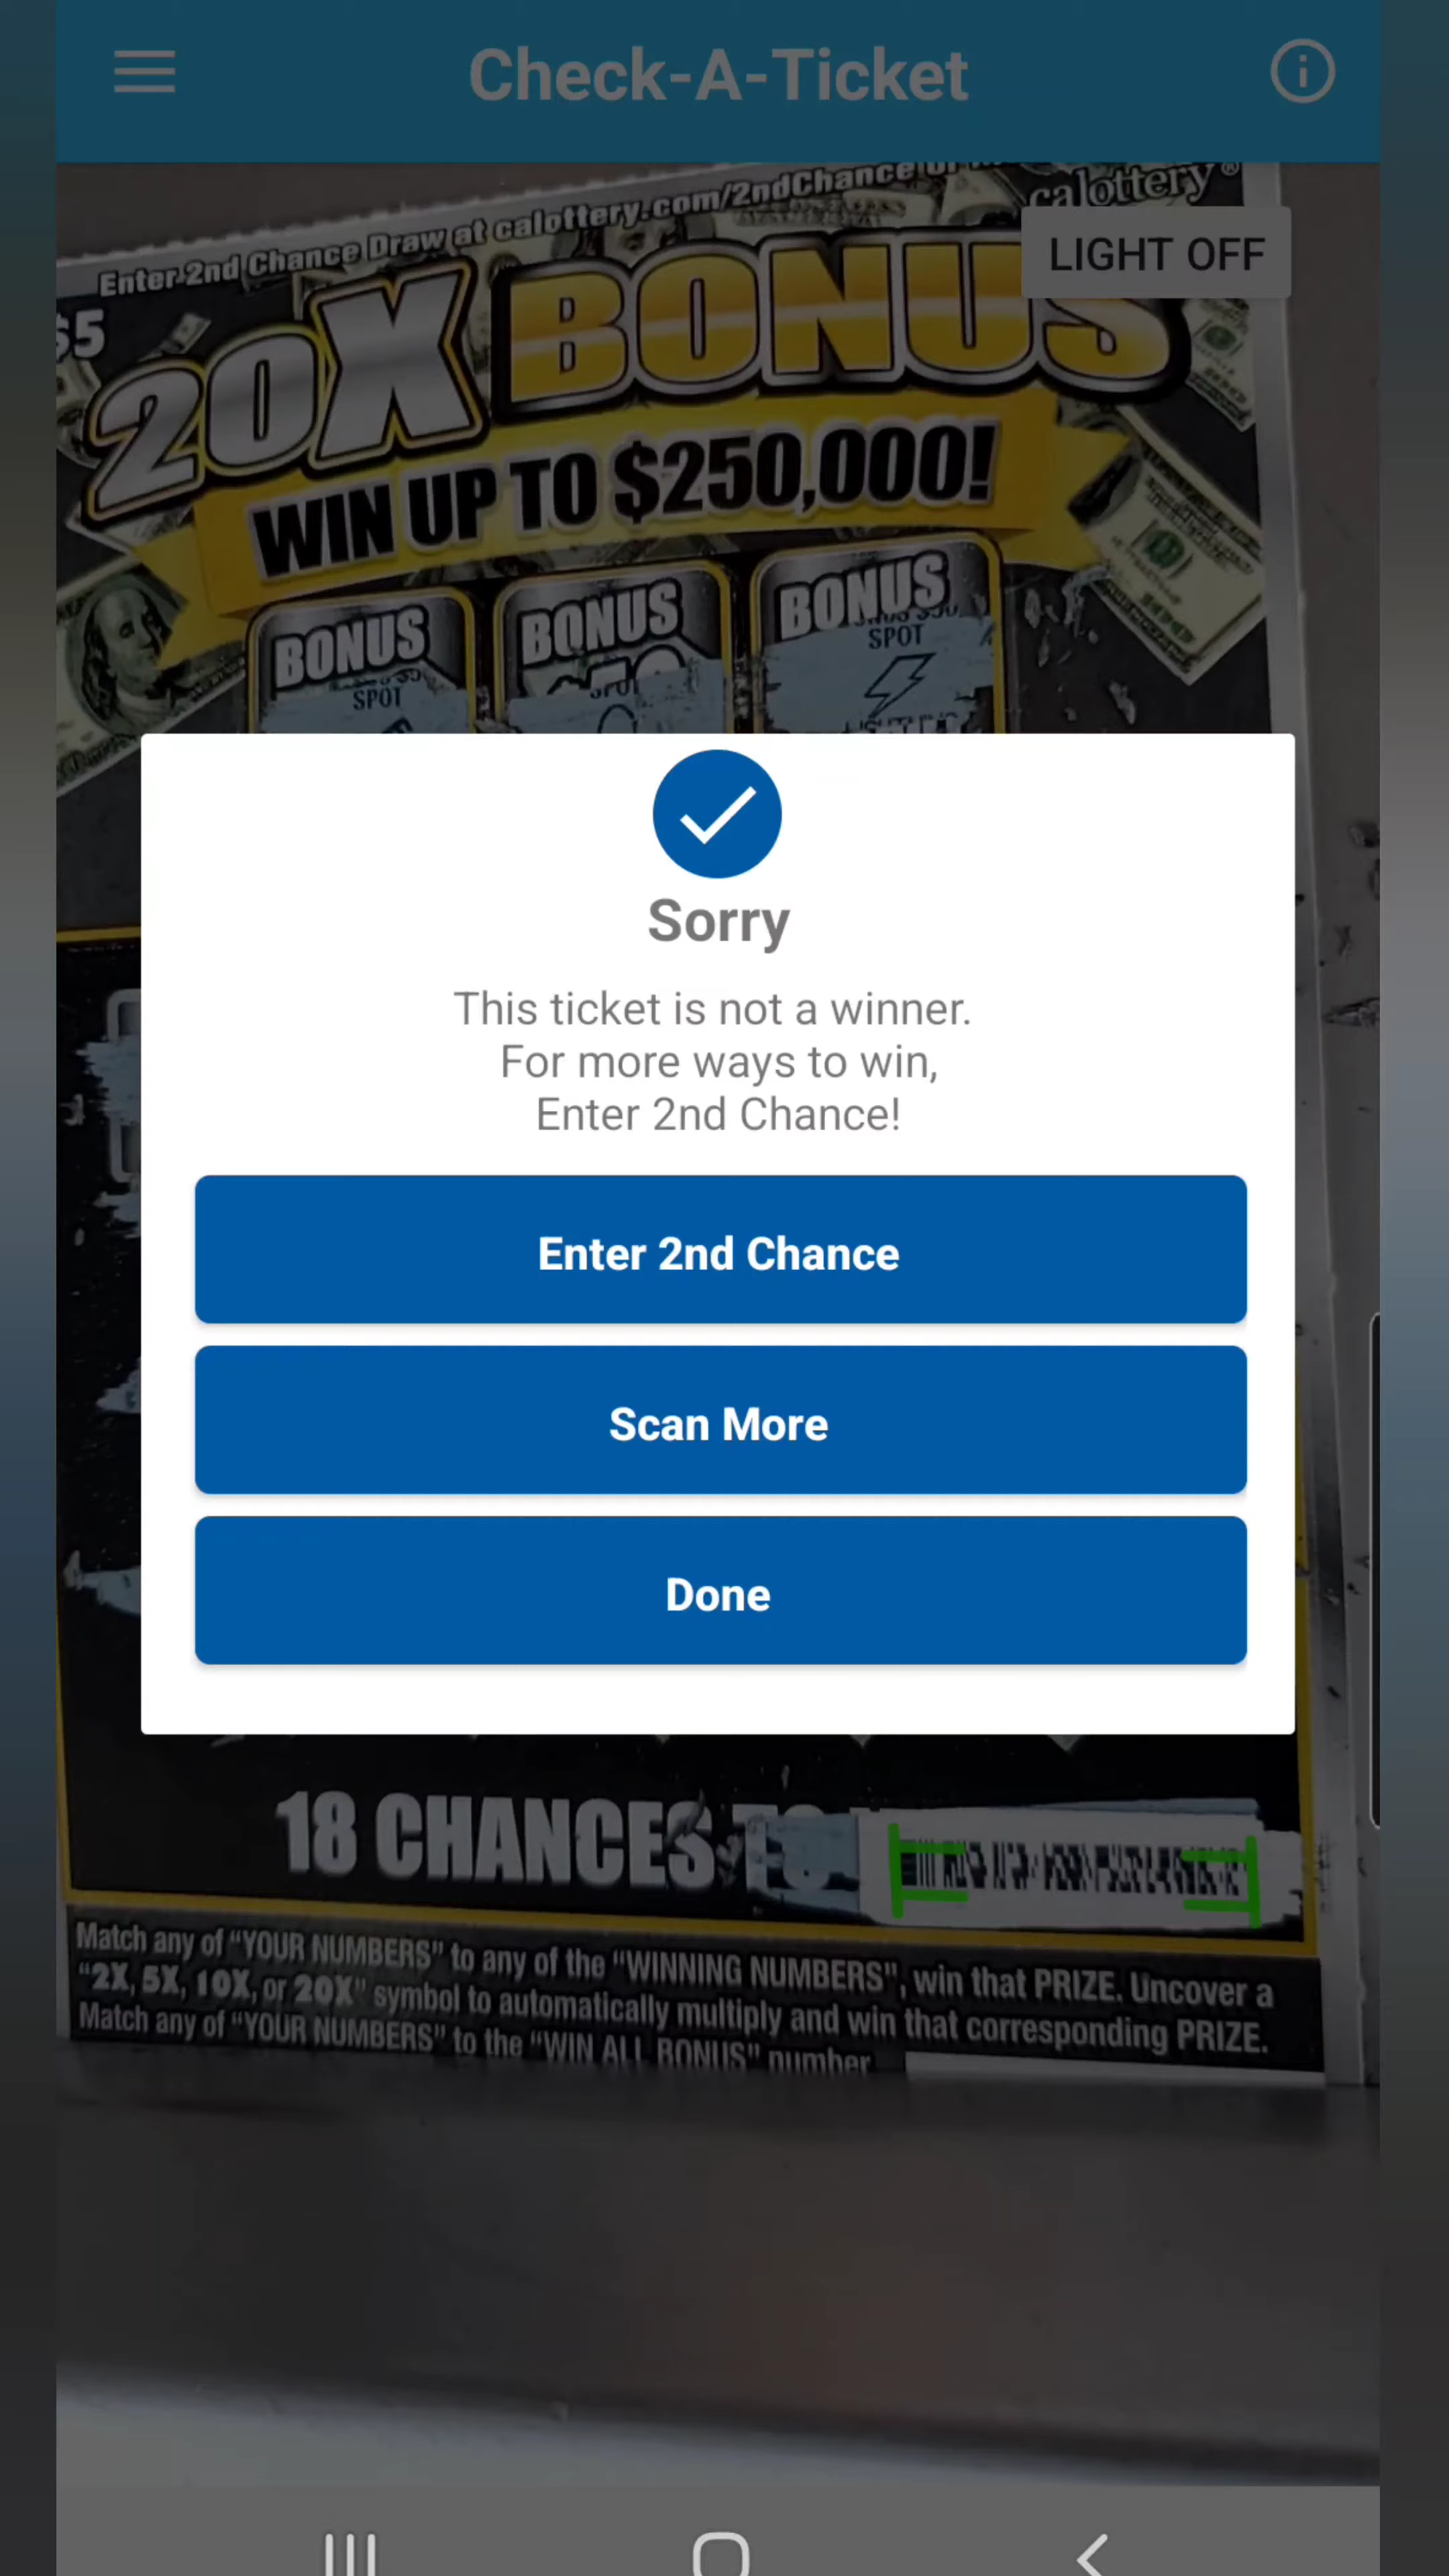 Check-A-Ticket
Enter 2nd Chance Draw at calottery.com/2ndChance
calottery®
LIGHT OFF
$5
20X BONUS
WIN UP TO $250,000!
BONUS
BONUS
BONUS
SPOT
SPOT
SPOT
Sorry
This ticket is not a winner.
For more ways to win,
Enter 2nd Chance!
Enter 2nd Chance
Scan More
Done
18 CHANCES TO
Match any of “YOUR NUMBERS” to any of the “WINNING NUMBERS”, win that PRIZE. Uncover a
“2X, 5X, 10X, or 20X” symbol to automatically multiply and win that corresponding PRIZE.
Match any of “YOUR NUMBERS” to the “WIN ALL BONUS” number